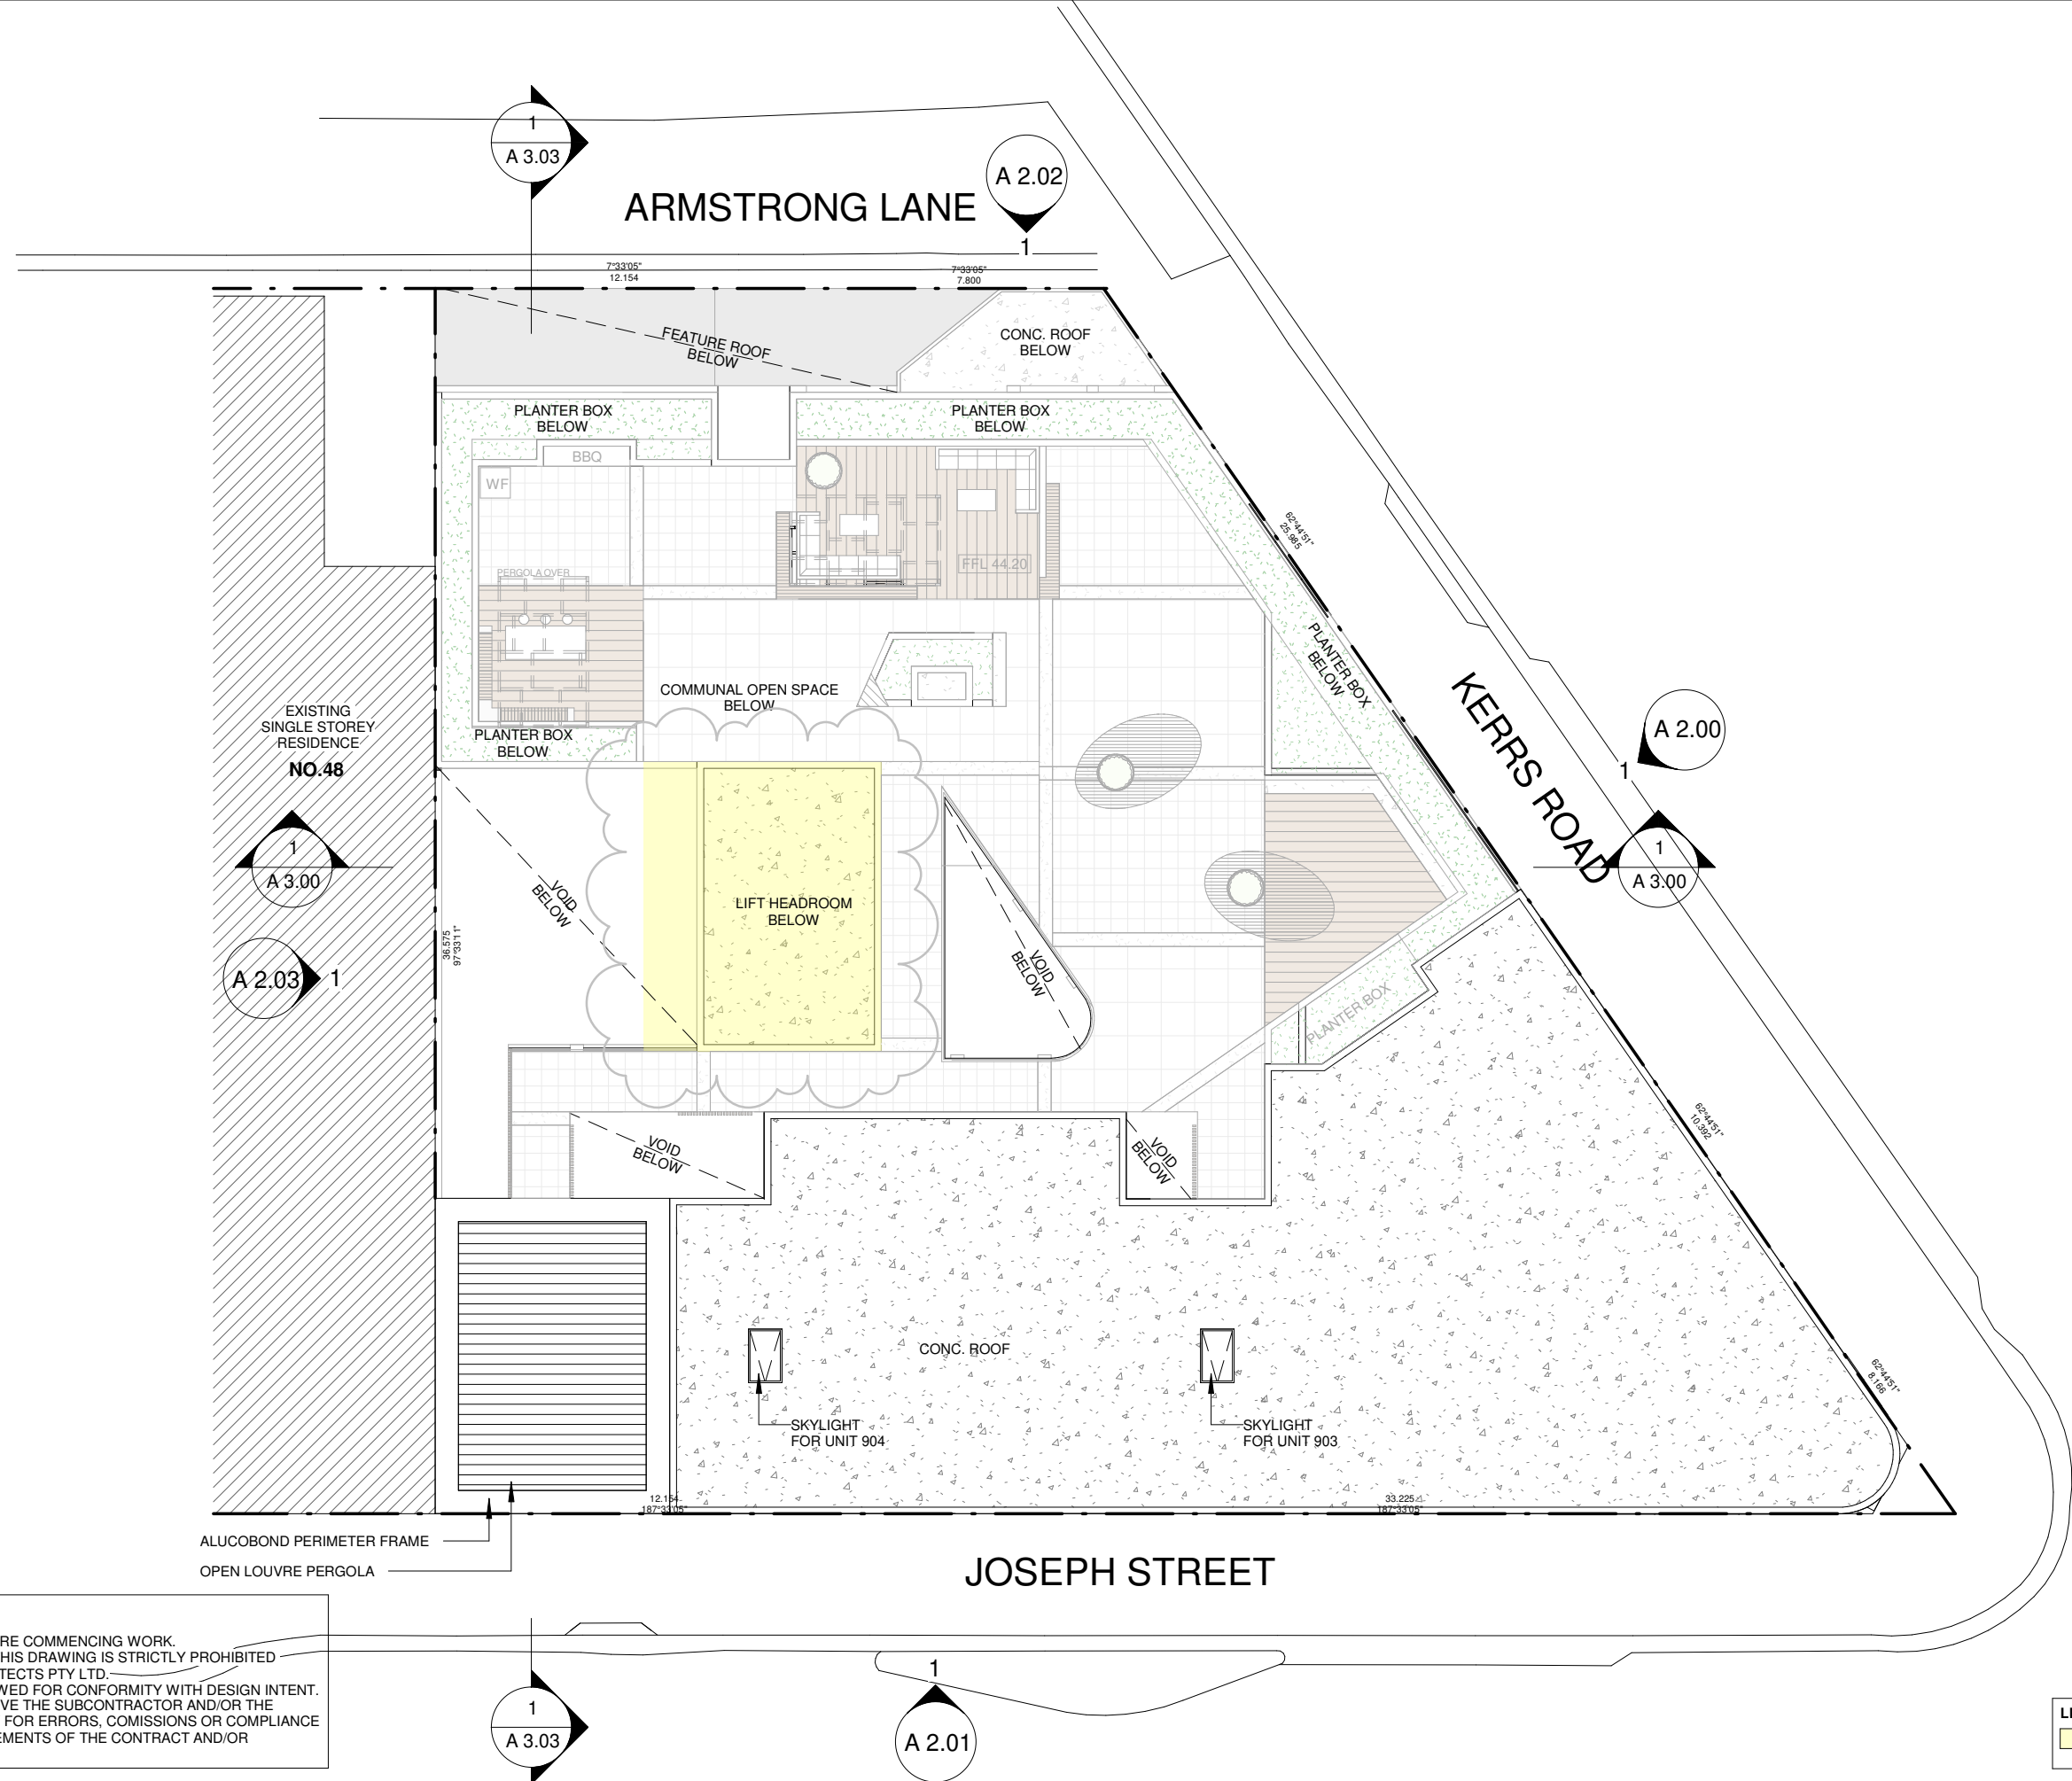 1
A 3.03
ARMSTRONG LANE
A 2.02
1
7°33'05"
12.154
7°33'05"
7.800
FEATURE ROOF
BELOW
CONC. ROOF
BELOW
PLANTER BOX
BELOW
PLANTER BOX
BELOW
BBQ
WF
FFL 44.20
PERGOLA OVER
62°44'51"
25.985
PLANTER BOX
BELOW
COMMUNAL OPEN SPACE
BELOW
PLANTER BOX
BELOW
EXISTING
SINGLE STOREY
RESIDENCE
NO.48
KERRS ROAD
A 2.00
1
1
A 3.00
1
A 3.00
VOID
BELOW
LIFT HEADROOM
BELOW
VOID
BELOW
36.575
97°33'11"
A 2.03
1
PLANTER BOX
62°44'51"
10.392
VOID
BELOW
VOID
BELOW
CONC. ROOF
SKYLIGHT
FOR UNIT 904
SKYLIGHT
FOR UNIT 903
62°44'51"
8.166
12.154
187°33'05"
33.225
187°33'05"
ALUCOBOND PERIMETER FRAME
OPEN LOUVRE PERGOLA
JOSEPH STREET
RE COMMENCING WORK.
HIS DRAWING IS STRICTLY PROHIBITED
TECTS PTY LTD.
WED FOR CONFORMITY WITH DESIGN INTENT.
VE THE SUBCONTRACTOR AND/OR THE
FOR ERRORS, COMISSIONS OR COMPLIANCE
EMENTS OF THE CONTRACT AND/OR
1
A 3.03
1
A 2.01